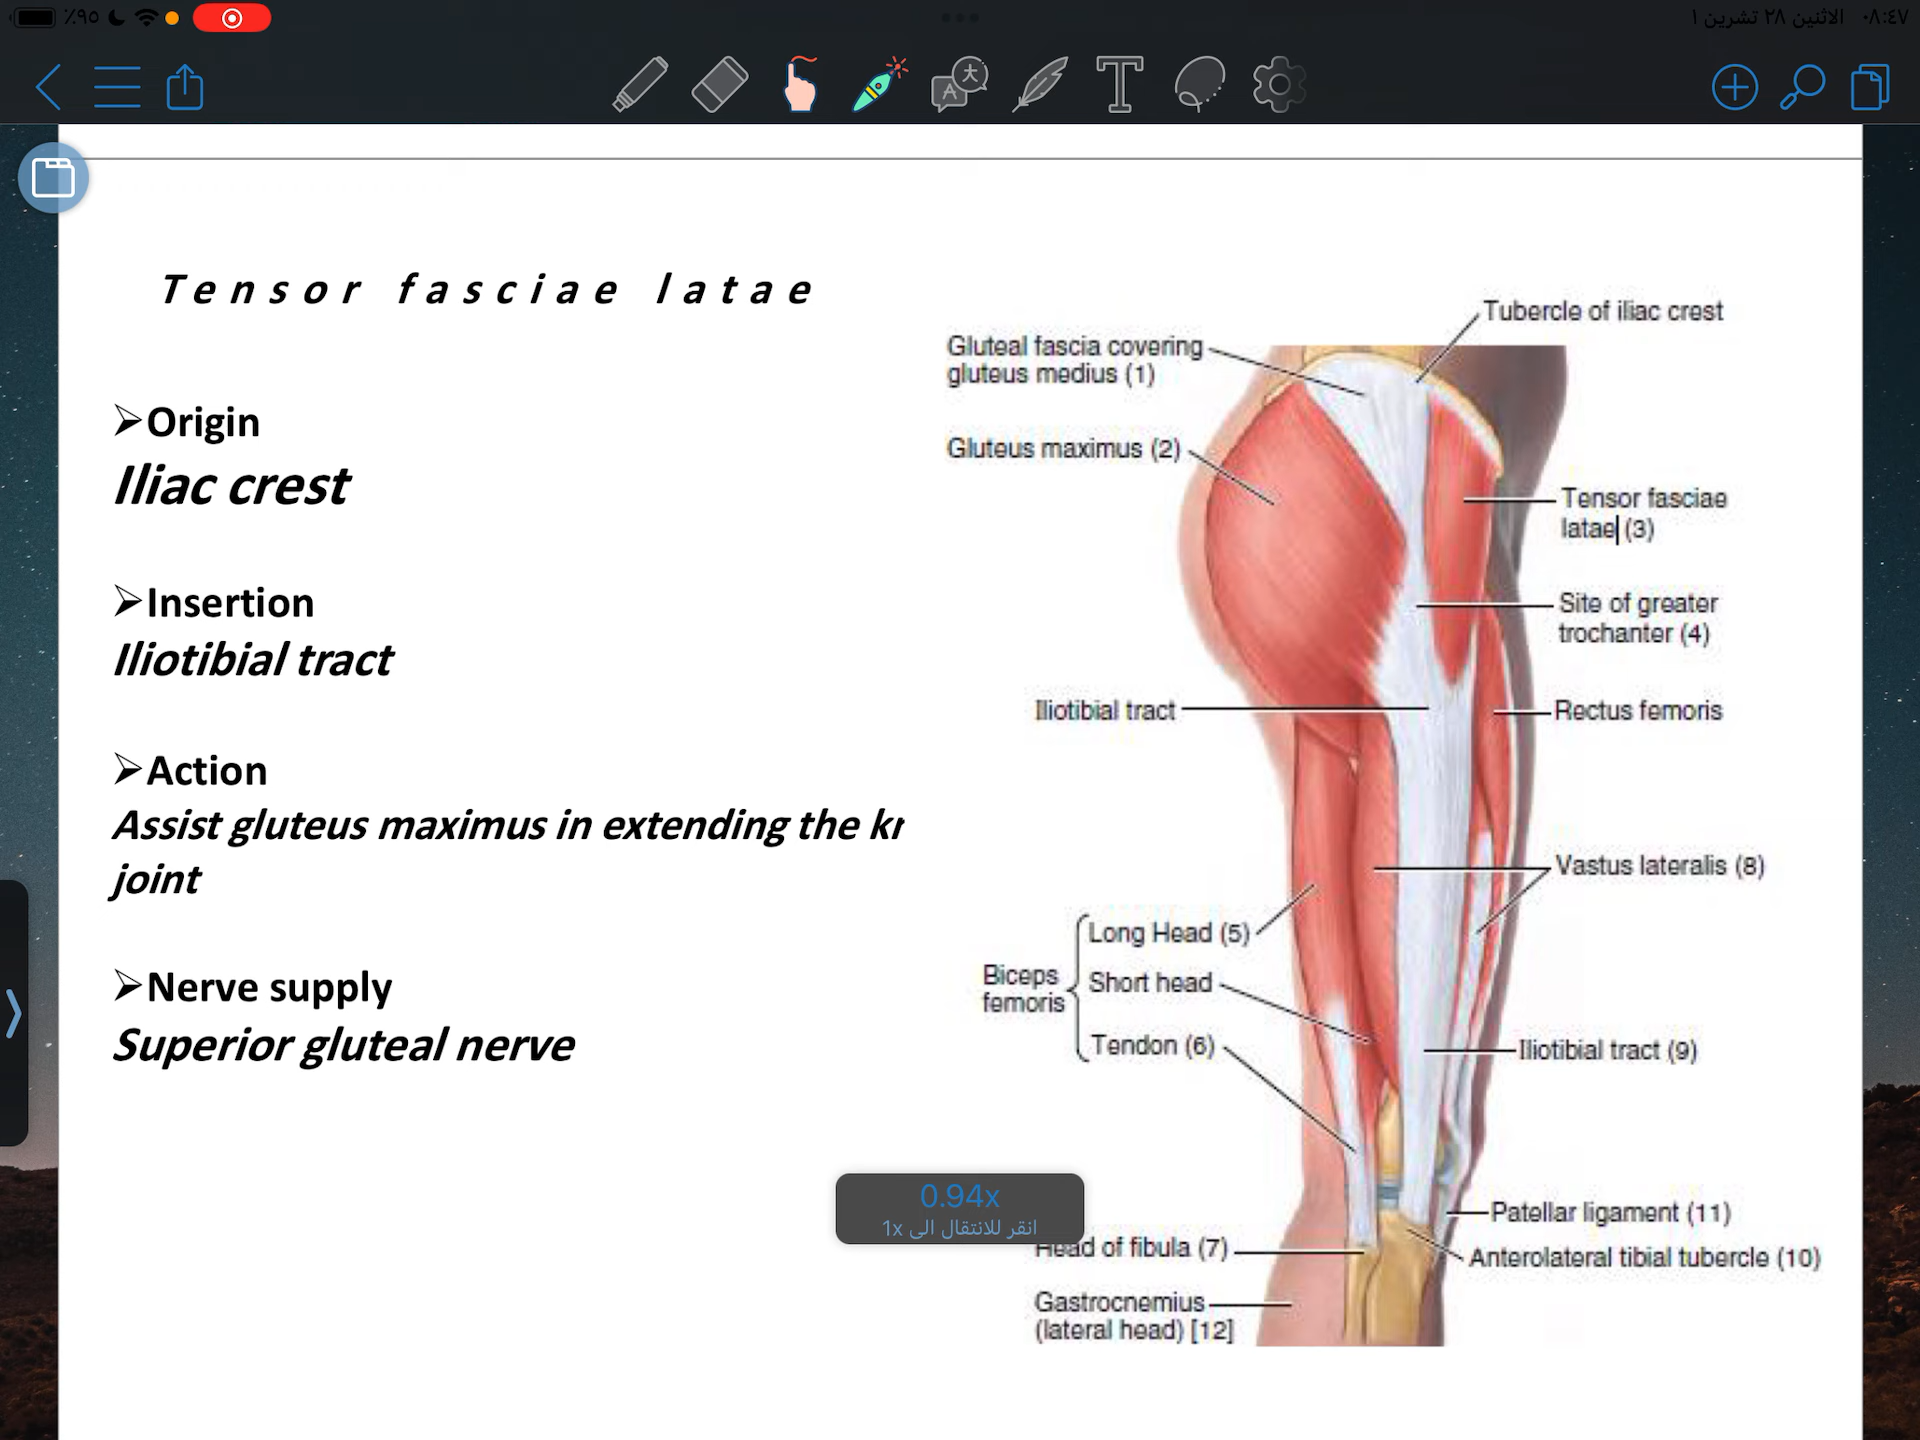 ٪٩٥
٠٨:٤٧ الاثنين ٢٨ تشرين ١
Tensor fasciae latae
➢Origin
Iliac crest
➢Insertion
Iliotibial tract
➢Action
Assist gluteus maximus in extending the kr
joint
➢Nerve supply
Superior gluteal nerve
Tubercle of iliac crest
Gluteal fascia covering
gluteus medius (1)
Gluteus maximus (2)
Tensor fasciae
latae (3)
Site of greater
trochanter (4)
Iliotibial tract
Rectus femoris
Vastus lateralis (8)
Long Head (5)
Biceps
femoris
Short head
Tendon (6)
Iliotibial tract (9)
Patellar ligament (11)
Head of fibula (7)
Anterolateral tibial tubercle (10)
Gastrocnemius
(lateral head) [12]
0.94x
انقر للانتقال الى 1x